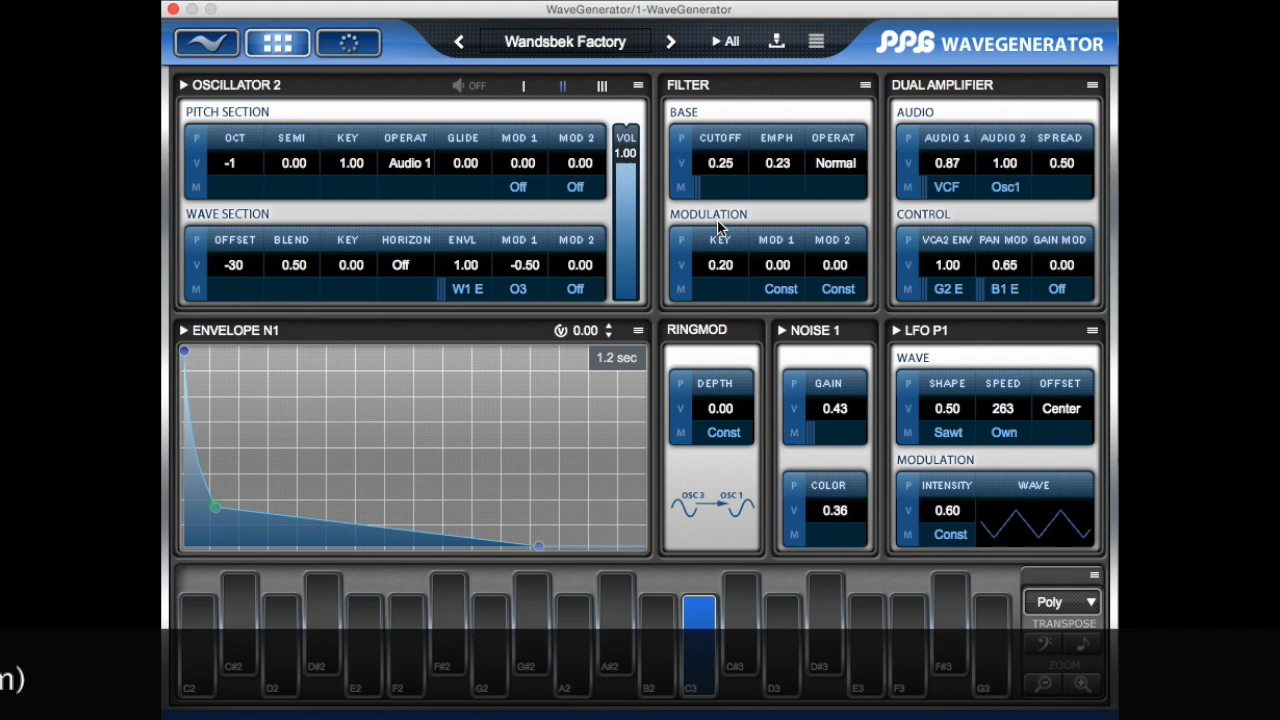 WaveGenerator/1-WaveGenerator
Wandsbek Factory
All
PPG WAVEGENERATOR
OSCILLATOR 2
OFF
I
II
III
PITCH SECTION
P OCT SEMI KEY OPERAT GLIDE MOD 1 MOD 2
V -1 0.00 1.00 Audio 1 0.00 0.00 0.00
M Off Off
VOL
1.00
WAVE SECTION
P OFFSET BLEND KEY HORIZON ENVL MOD 1 MOD 2
V -30 0.50 0.00 Off 1.00 -0.50 0.00
M W1 E O3 Off
FILTER
BASE
P CUTOFF EMPH OPERAT
V 0.25 0.23 Normal
M
MODULATION
P KEY MOD 1 MOD 2
V 0.20 0.00 0.00
M Const Const
DUAL AMPLIFIER
AUDIO
P AUDIO 1 AUDIO 2 SPREAD
V 0.87 1.00 0.50
M VCF Osc1
CONTROL
P VCA2 ENV PAN MOD GAIN MOD
V 1.00 0.65 0.00
M G2 E B1 E Off
ENVELOPE N1
V 0.00
1.2 sec
RINGMOD
P DEPTH
V 0.00
M Const
OSC 3 OSC 1
NOISE 1
P GAIN
V 0.43
M
P COLOR
V 0.36
M
LFO P1
WAVE
P SHAPE SPEED OFFSET
V 0.50 263 Center
M Sawt Own
MODULATION
P INTENSITY WAVE
V 0.60
M Const
Poly
TRANSPOSE
ZOOM
C#2 D#2 F#2 G#2 A#2 C#3 D#3 F#3
C2 D2 E2 F2 G2 A2 B2 C3 D3 E3 F3 G3
m)